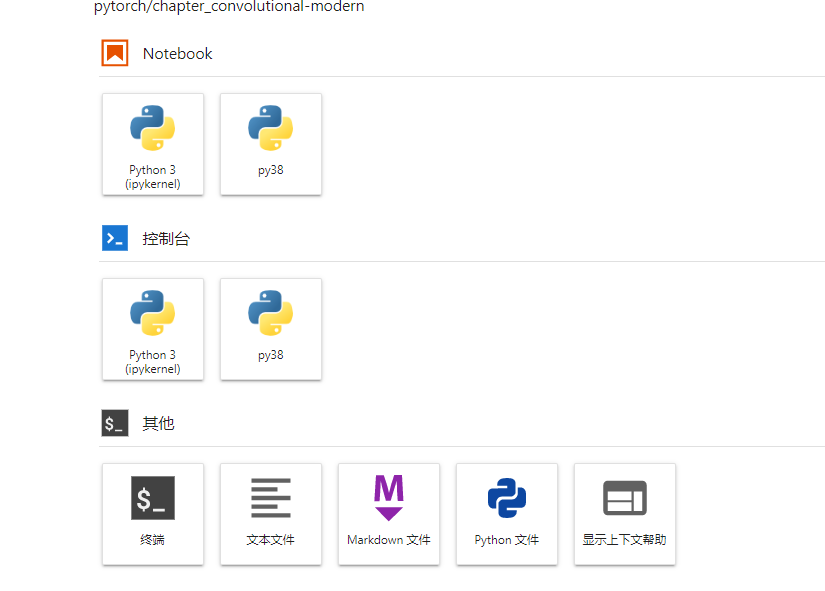 pytorch/chapter_convolutional-modern
Notebook
Python 3
(ipykernel)
py38
控制台
Python 3
(ipykernel)
py38
$_ 其他
$_
终端
文本文件
M
Markdown 文件
Python 文件
显示上下文帮助